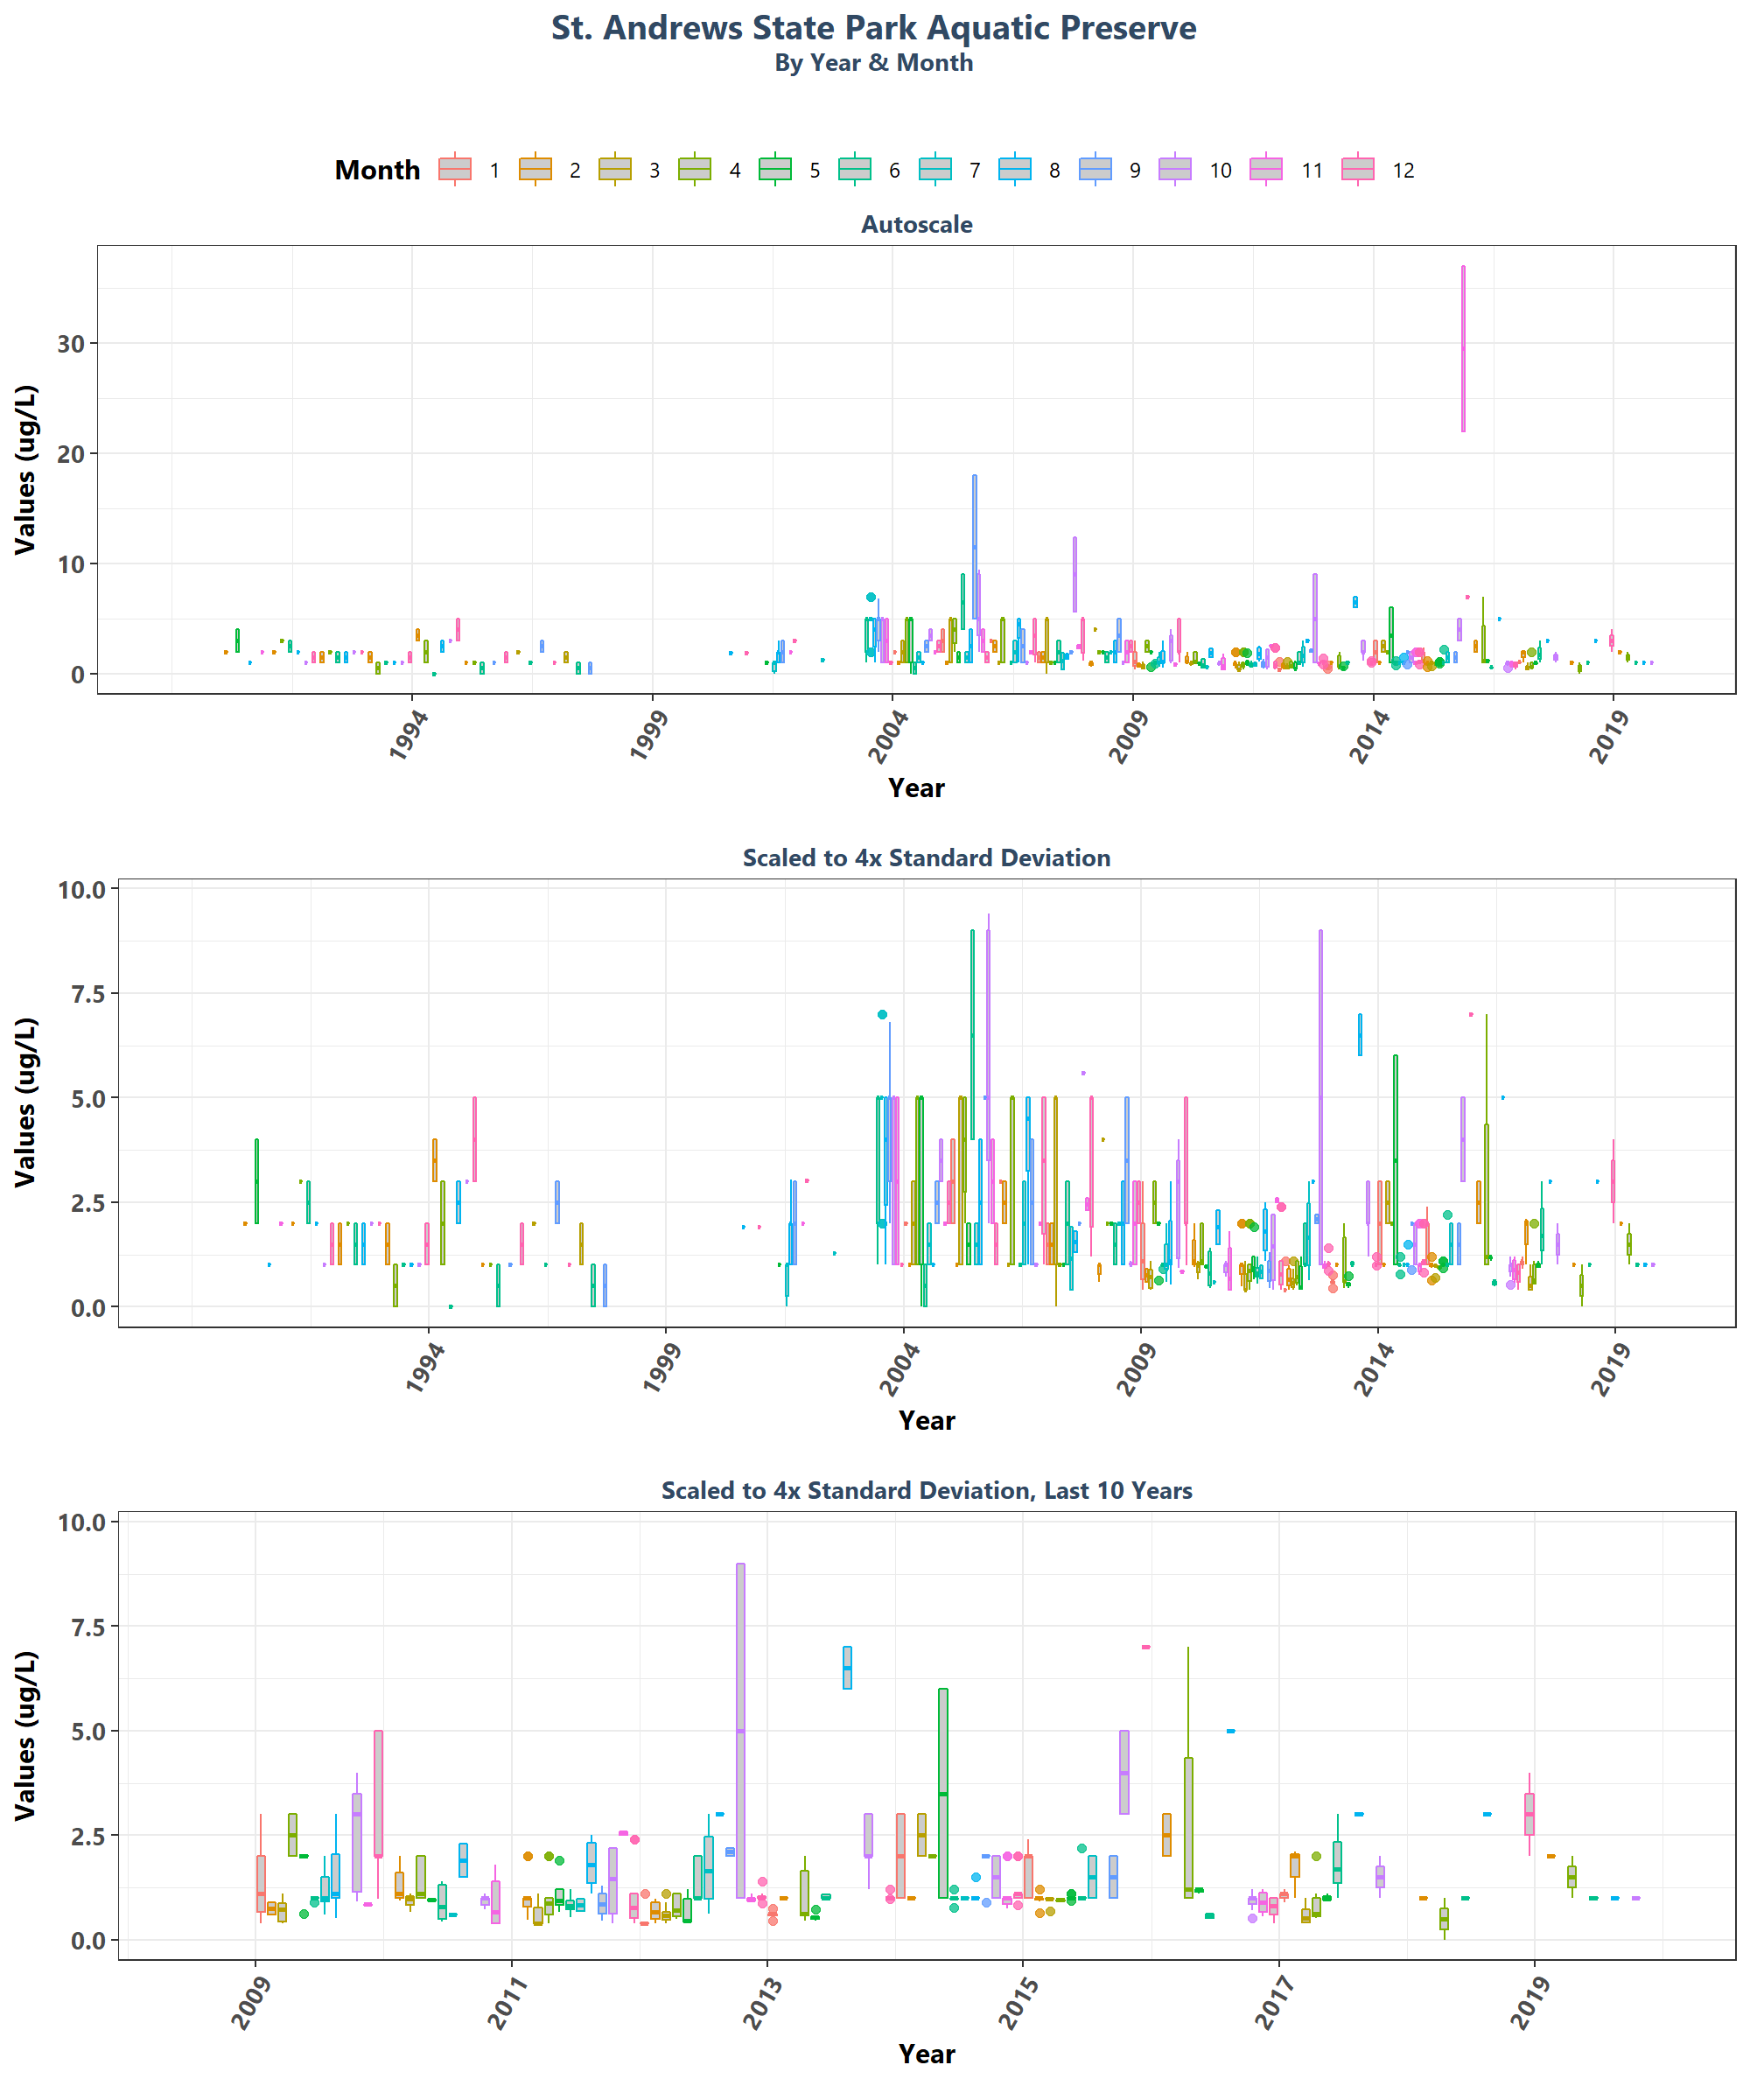 St. Andrews State Park Aquatic Preserve
By Year & Month
Month 1 2 3 4 5 6 7 8 9 10 11 12
Autoscale
Values (ug/L)
30
20
10
0
1994 1999 2004 2009 2014 2019
Year
Scaled to 4x Standard Deviation
Values (ug/L)
10.0
7.5
5.0
2.5
0.0
1994 1999 2004 2009 2014 2019
Year
Scaled to 4x Standard Deviation, Last 10 Years
Values (ug/L)
10.0
7.5
5.0
2.5
0.0
2009 2011 2013 2015 2017 2019
Year